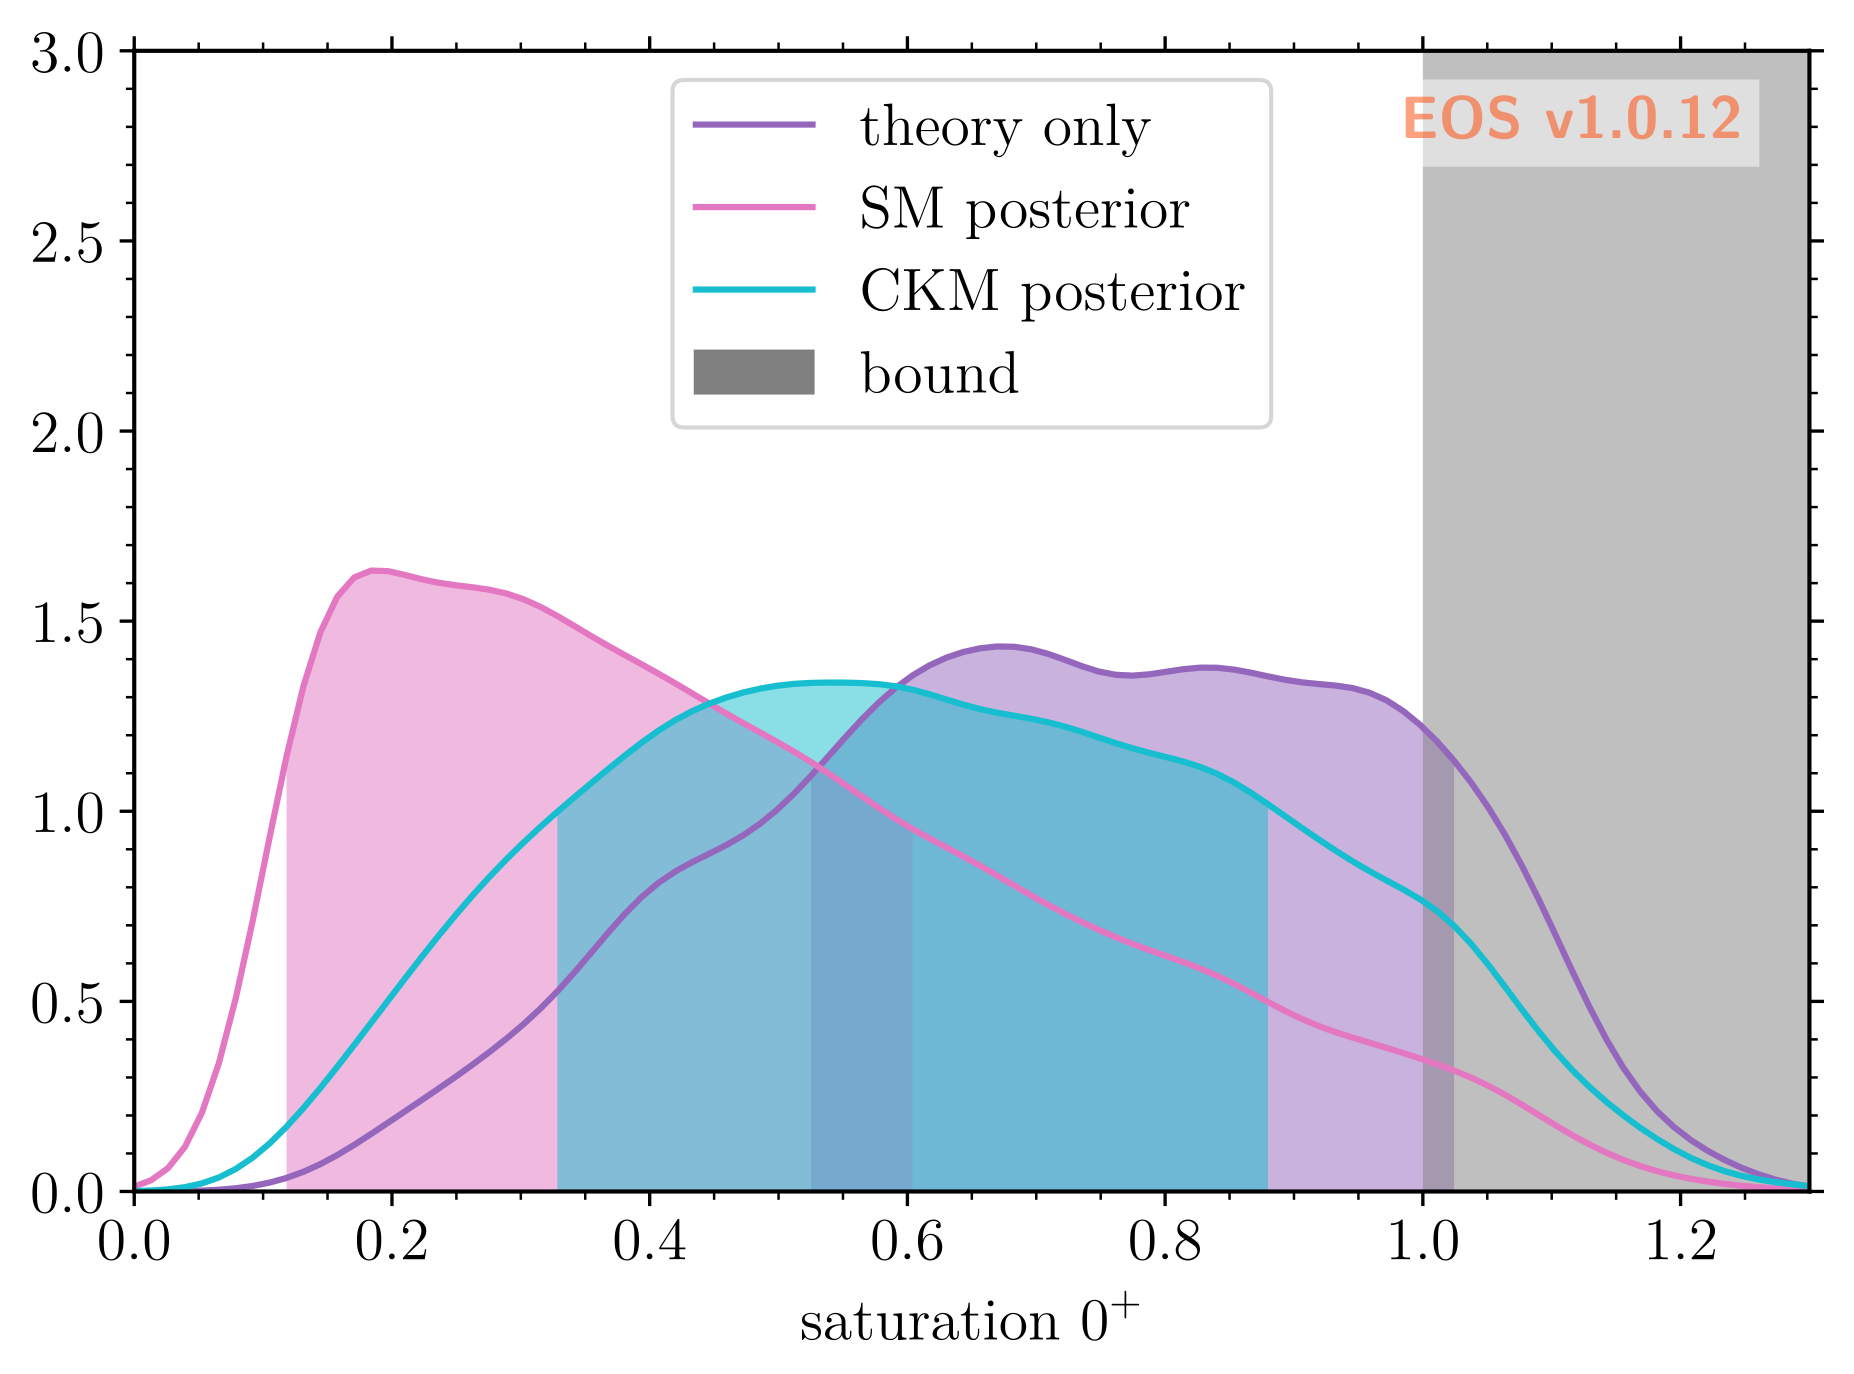 3.0
2.5
2.0
1.5
1.0
0.5
0.0
theory only
SM posterior
CKM posterior
bound
EOS v1.0.12
0.0 0.2 0.4 0.6 0.8 1.0 1.2
saturation 0⁺